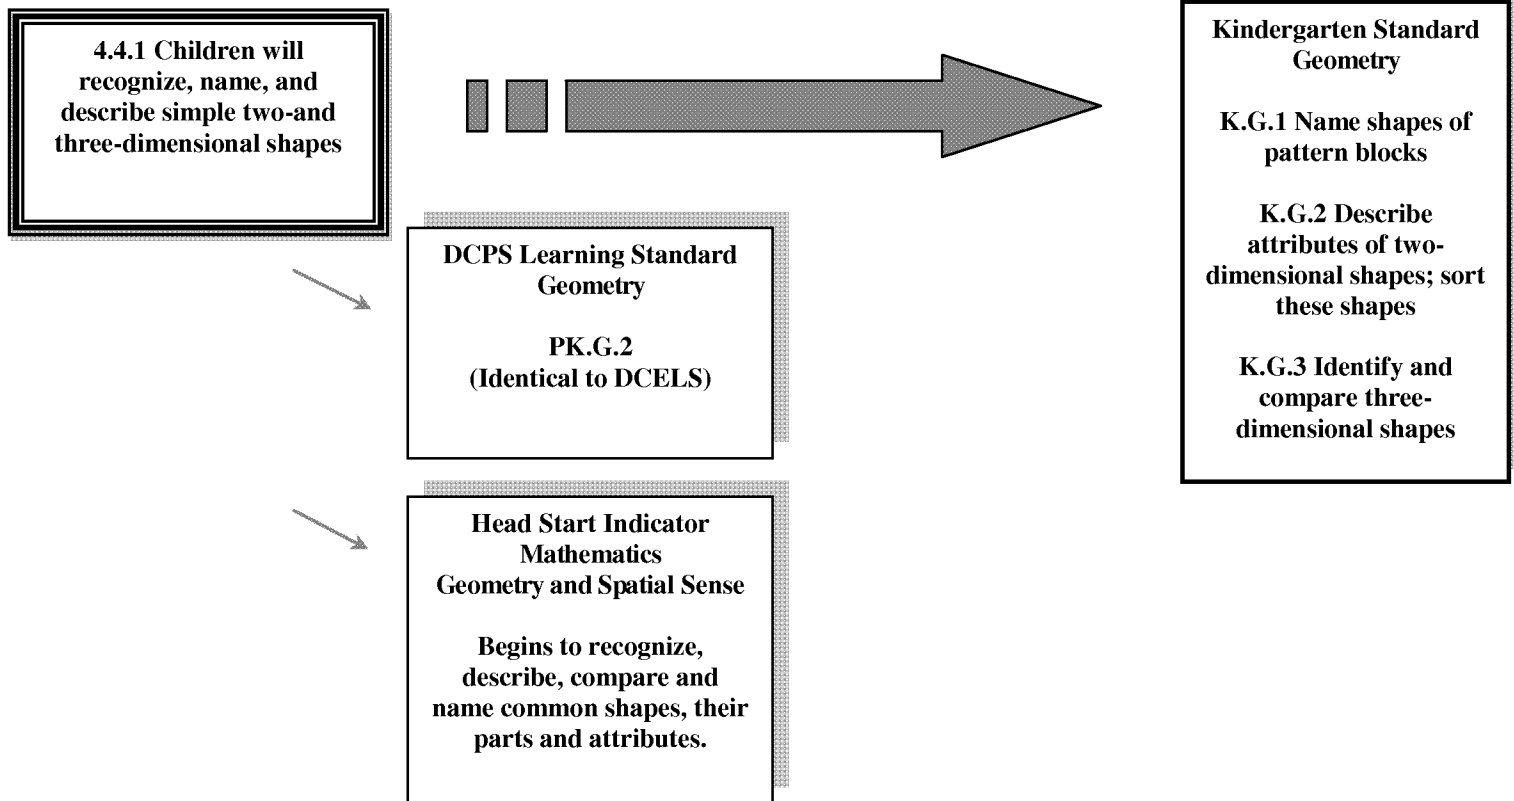 4.4.1 Children will
recognize, name, and
describe simple two-and
three-dimensional shapes
DCPS Learning Standard
Geometry
PK.G.2
(Identical to DCELS)
Head Start Indicator
Mathematics
Geometry and Spatial Sense
Begins to recognize,
describe, compare and
name common shapes, their
parts and attributes.
Kindergarten Standard
Geometry
K.G.1 Name shapes of
pattern blocks
K.G.2 Describe
attributes of two-
dimensional shapes; sort
these shapes
K.G.3 Identify and
compare three-
dimensional shapes